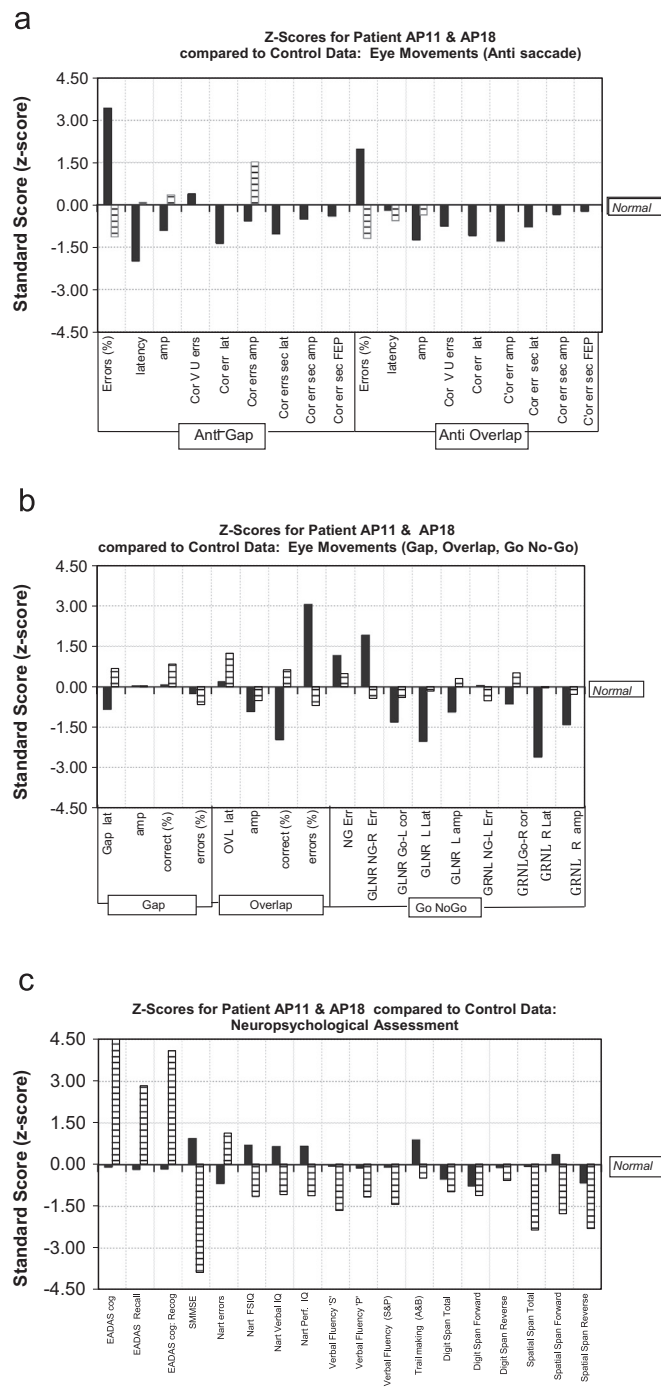 a
Z-Scores for Patient AP11 & AP18
compared to Control Data: Eye Movements (Anti saccade)
Standard Score (z-score)
4.50
3.00
1.50
0.00
-1.50
-3.00
-4.50
Normal
Errors (%)
latency
amp
Cor V U errs
Cor err lat
Cor errs amp
Cor errs sec lat
Cor err sec amp
Cor err sec FEP
Errors (%)
latency
amp
Cor V U errs
Cor err lat
C'or err amp
Cor err sec lat
Cor err sec amp
C'or err sec FEP
Anti-Gap
Anti Overlap
b
Z-Scores for Patient AP11 & AP18
compared to Control Data: Eye Movements (Gap, Overlap, Go No-Go)
Standard Score (z-score)
4.50
3.00
1.50
0.00
-1.50
-3.00
-4.50
Normal
Gap lat
amp
correct (%)
errors (%)
OVL lat
amp
correct (%)
errors (%)
NG Err
GLNR NG-R Err
GLNR Go-L cor
GLNR L Lat
GLNR L amp
GRNL NG-L Err
GRNLGo-R cor
GRNL R Lat
GRNL R amp
Gap
Overlap
Go NoGo
c
Z-Scores for Patient AP11 & AP18 compared to Control Data:
Neuropsychological Assessment
Standard Score (z-score)
4.50
3.00
1.50
0.00
-1.50
-3.00
-4.50
Normal
EADAS cog
EADAS Recall
EADAS cog: Recog
SMMSE
Nart errors
Nart FSIQ
Nart Verbal IQ
Nart Perf. IQ
Verbal Fluency 'S'
Verbal Fluency 'P'
Verbal Fluency (S&P)
Trail making (A&B)
Digit Span Total
Digit Span Forward
Digit Span Reverse
Spatial Span Total
Spatial Span Forward
Spatial Span Reverse